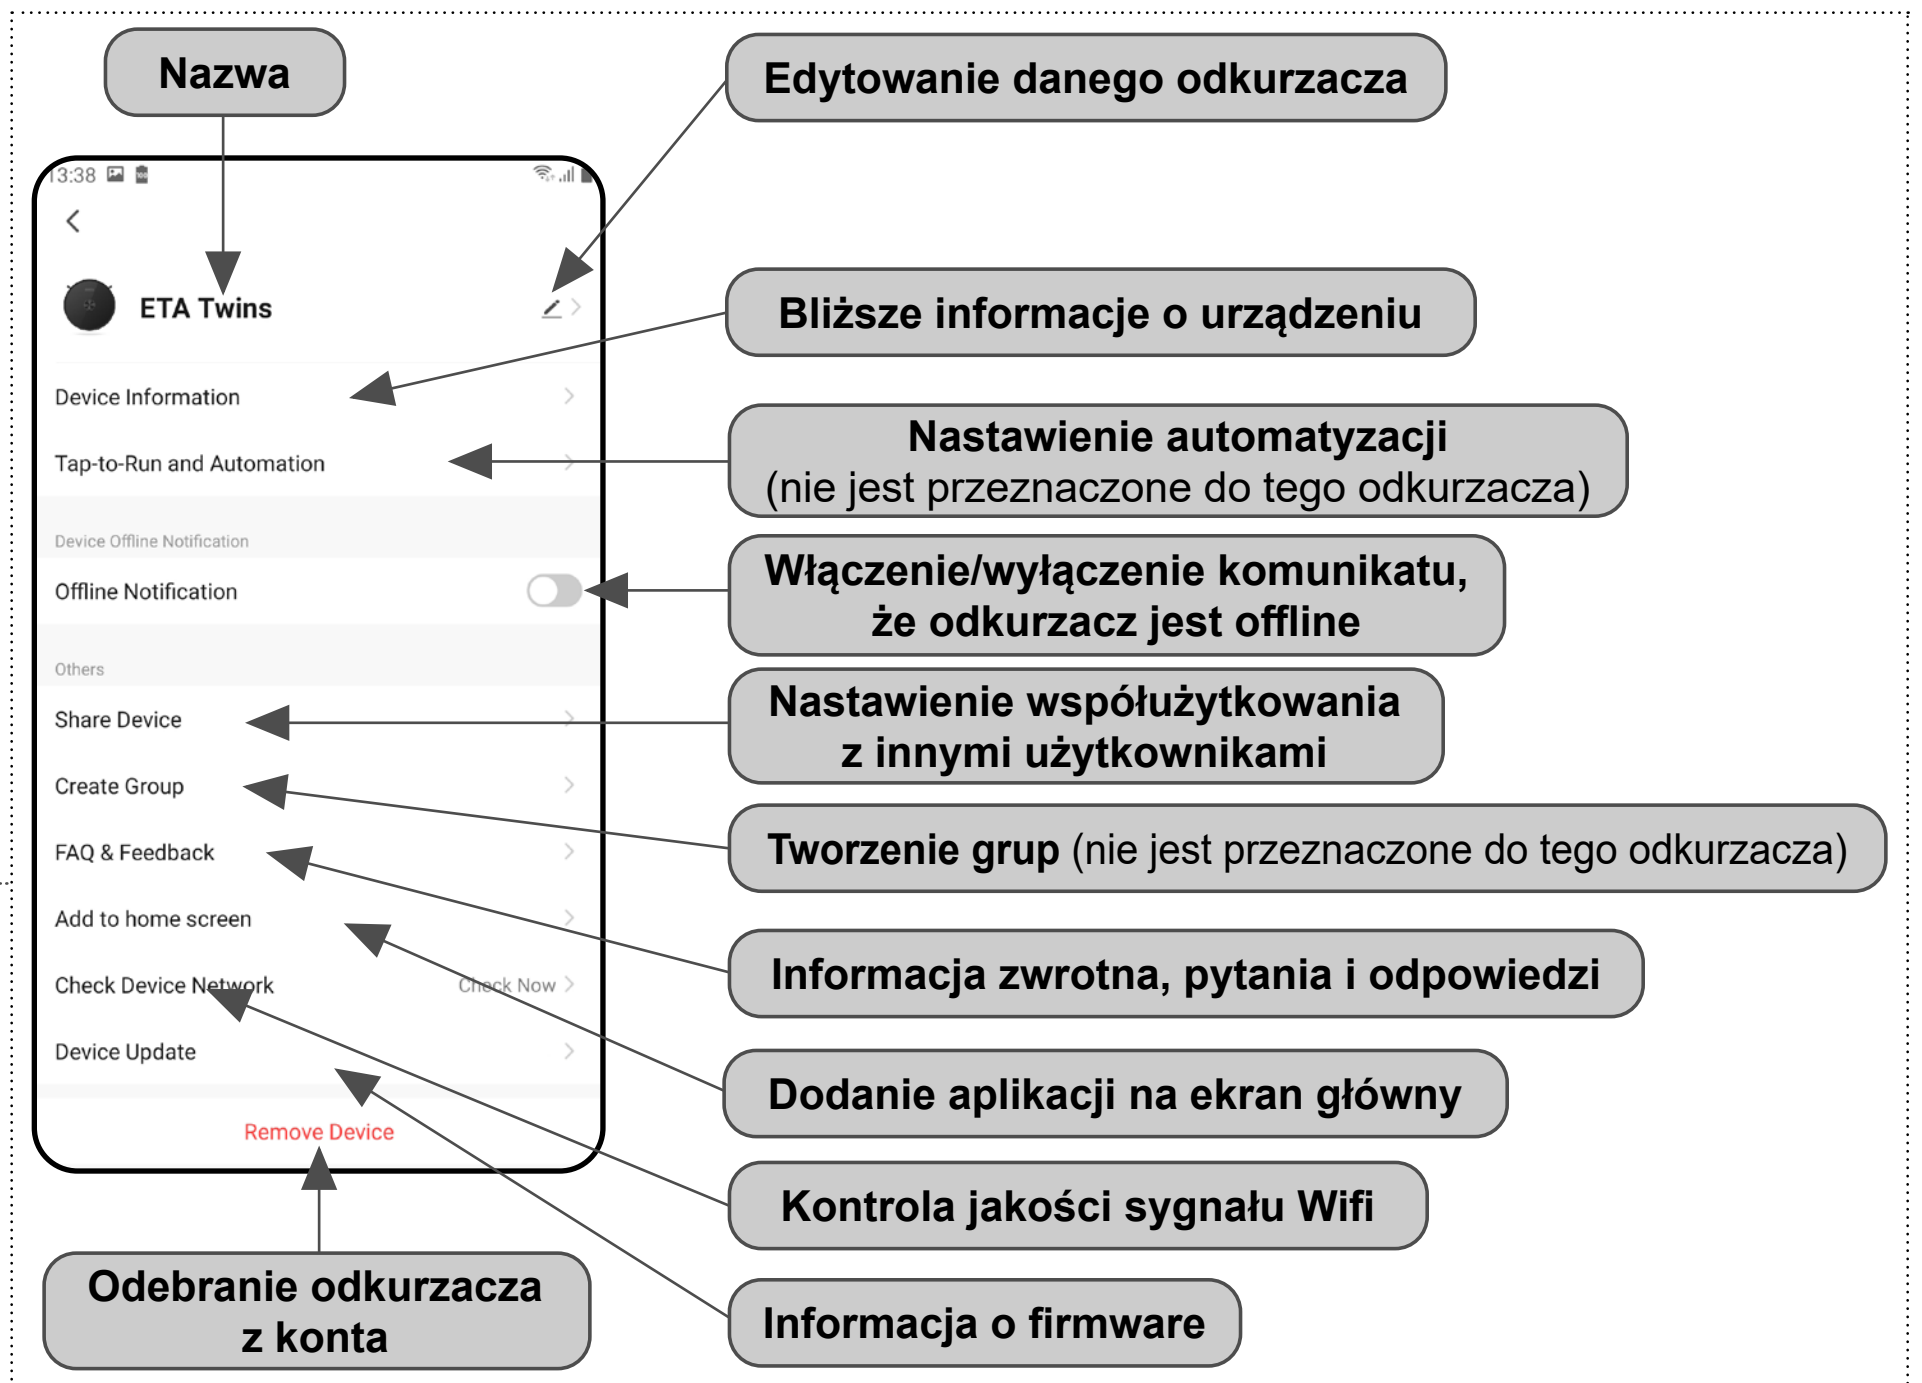 Nazwa
Edytowanie danego odkurzacza
13:38
ETA Twins
Bliższe informacje o urządzeniu
Device Information
Nastawienie automatyzacji
(nie jest przeznaczone do tego odkurzacza)
Tap-to-Run and Automation
Device Offline Notification
Włączenie/wyłączenie komunikatu,
że odkurzacz jest offline
Offline Notification
Others
Nastawienie współużytkowania
z innymi użytkownikami
Share Device
Create Group
Tworzenie grup (nie jest przeznaczone do tego odkurzacza)
FAQ & Feedback
Add to home screen
Informacja zwrotna, pytania i odpowiedzi
Check Device Network Check Now
Device Update
Dodanie aplikacji na ekran główny
Remove Device
Kontrola jakości sygnału Wifi
Odebranie odkurzacza
z konta
Informacja o firmware